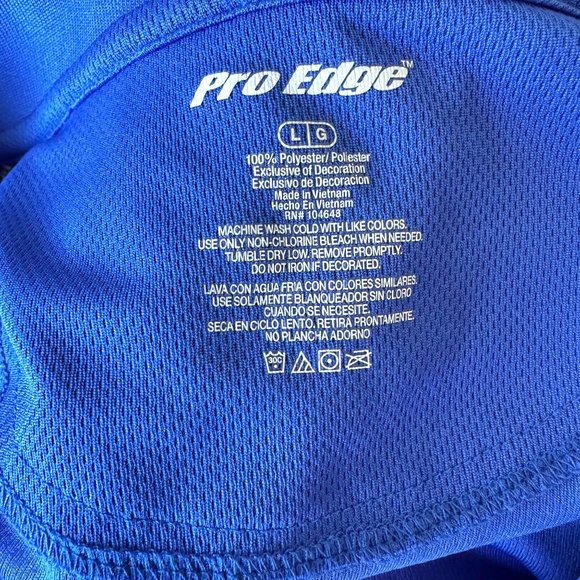 Pro Edge™
L G
100% Polyester/ Poliester
Exclusive of Decoration
Exclusivo de Decoracion
Made In Vietnam
Hecho En Vietnam
RN# 104648
MACHINE WASH COLD WITH LIKE COLORS.
USE ONLY NON-CHLORINE BLEACH WHEN NEEDED.
TUMBLE DRY LOW. REMOVE PROMPTLY.
DO NOT IRON IF DECORATED.
LAVA CON AGUA FRIA CON COLORES SIMILARES.
USE SOLAMENTE BLANQUEADOR SIN CLORO
CUANDO SE NECESITE.
SECA EN CICLO LENTO. RETIRA PRONTAMENTE.
NO PLANCHA ADORNO
30C